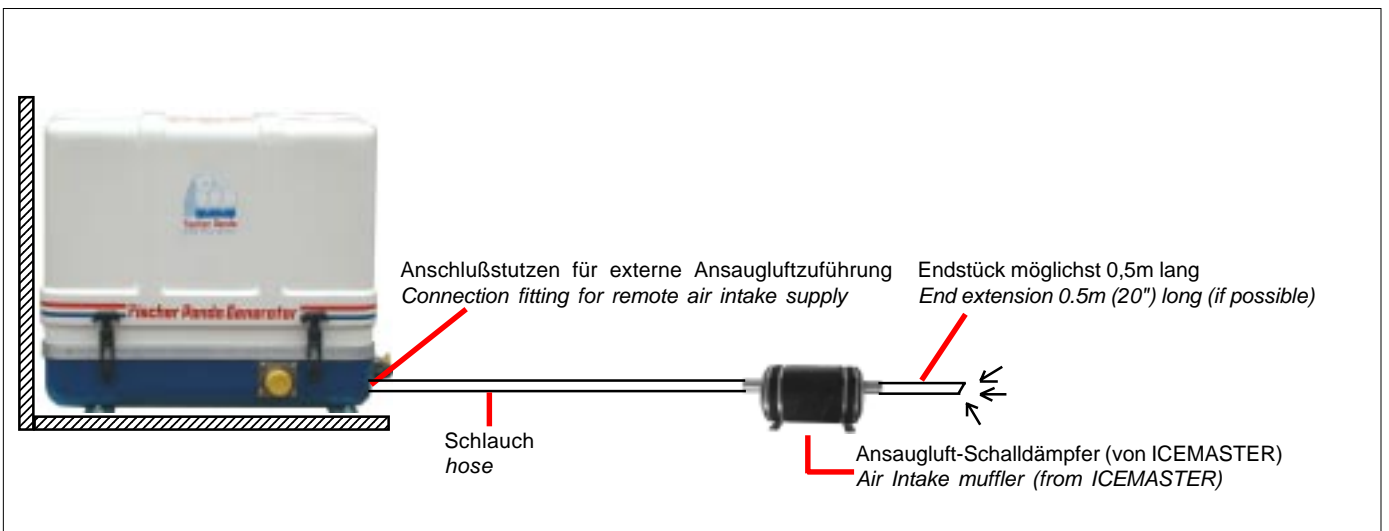 Fischer Panda
Fischer Panda Generator
Anschlußstutzen für externe Ansaugluftzuführung
Connection fitting for remote air intake supply
Endstück möglichst 0,5m lang
End extension 0.5m (20") long (if possible)
Schlauch
hose
Ansaugluft-Schalldämpfer (von ICEMASTER)
Air Intake muffler (from ICEMASTER)